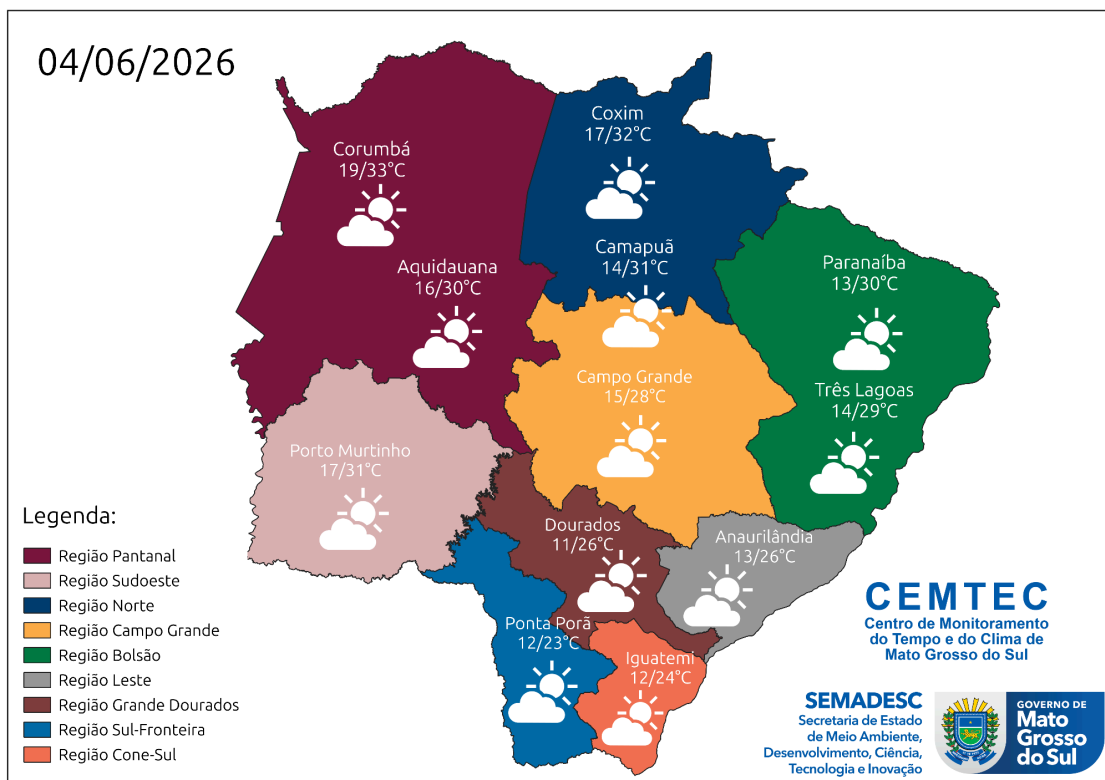 04/06/2026
Coxim
17/32°C
Corumbá
19/33°C
Camapuã
14/31°C
Aquidauana
16/30°C
Paranaíba
13/30°C
Campo Grande
15/28°C
Três Lagoas
14/29°C
Porto Murtinho
17/31°C
Dourados
11/26°C
Anaurilândia
13/26°C
Ponta Porã
12/23°C
Iguatemi
12/24°C
Legenda:
Região Pantanal
Região Sudoeste
Região Norte
Região Campo Grande
Região Bolsão
Região Leste
Região Grande Dourados
Região Sul-Fronteira
Região Cone-Sul
CEMTEC
Centro de Monitoramento
do Tempo e do Clima de
Mato Grosso do Sul
SEMADESC
Secretaria de Estado
de Meio Ambiente,
Desenvolvimento, Ciência,
Tecnologia e Inovação
GOVERNO DE
Mato
Grosso
do Sul